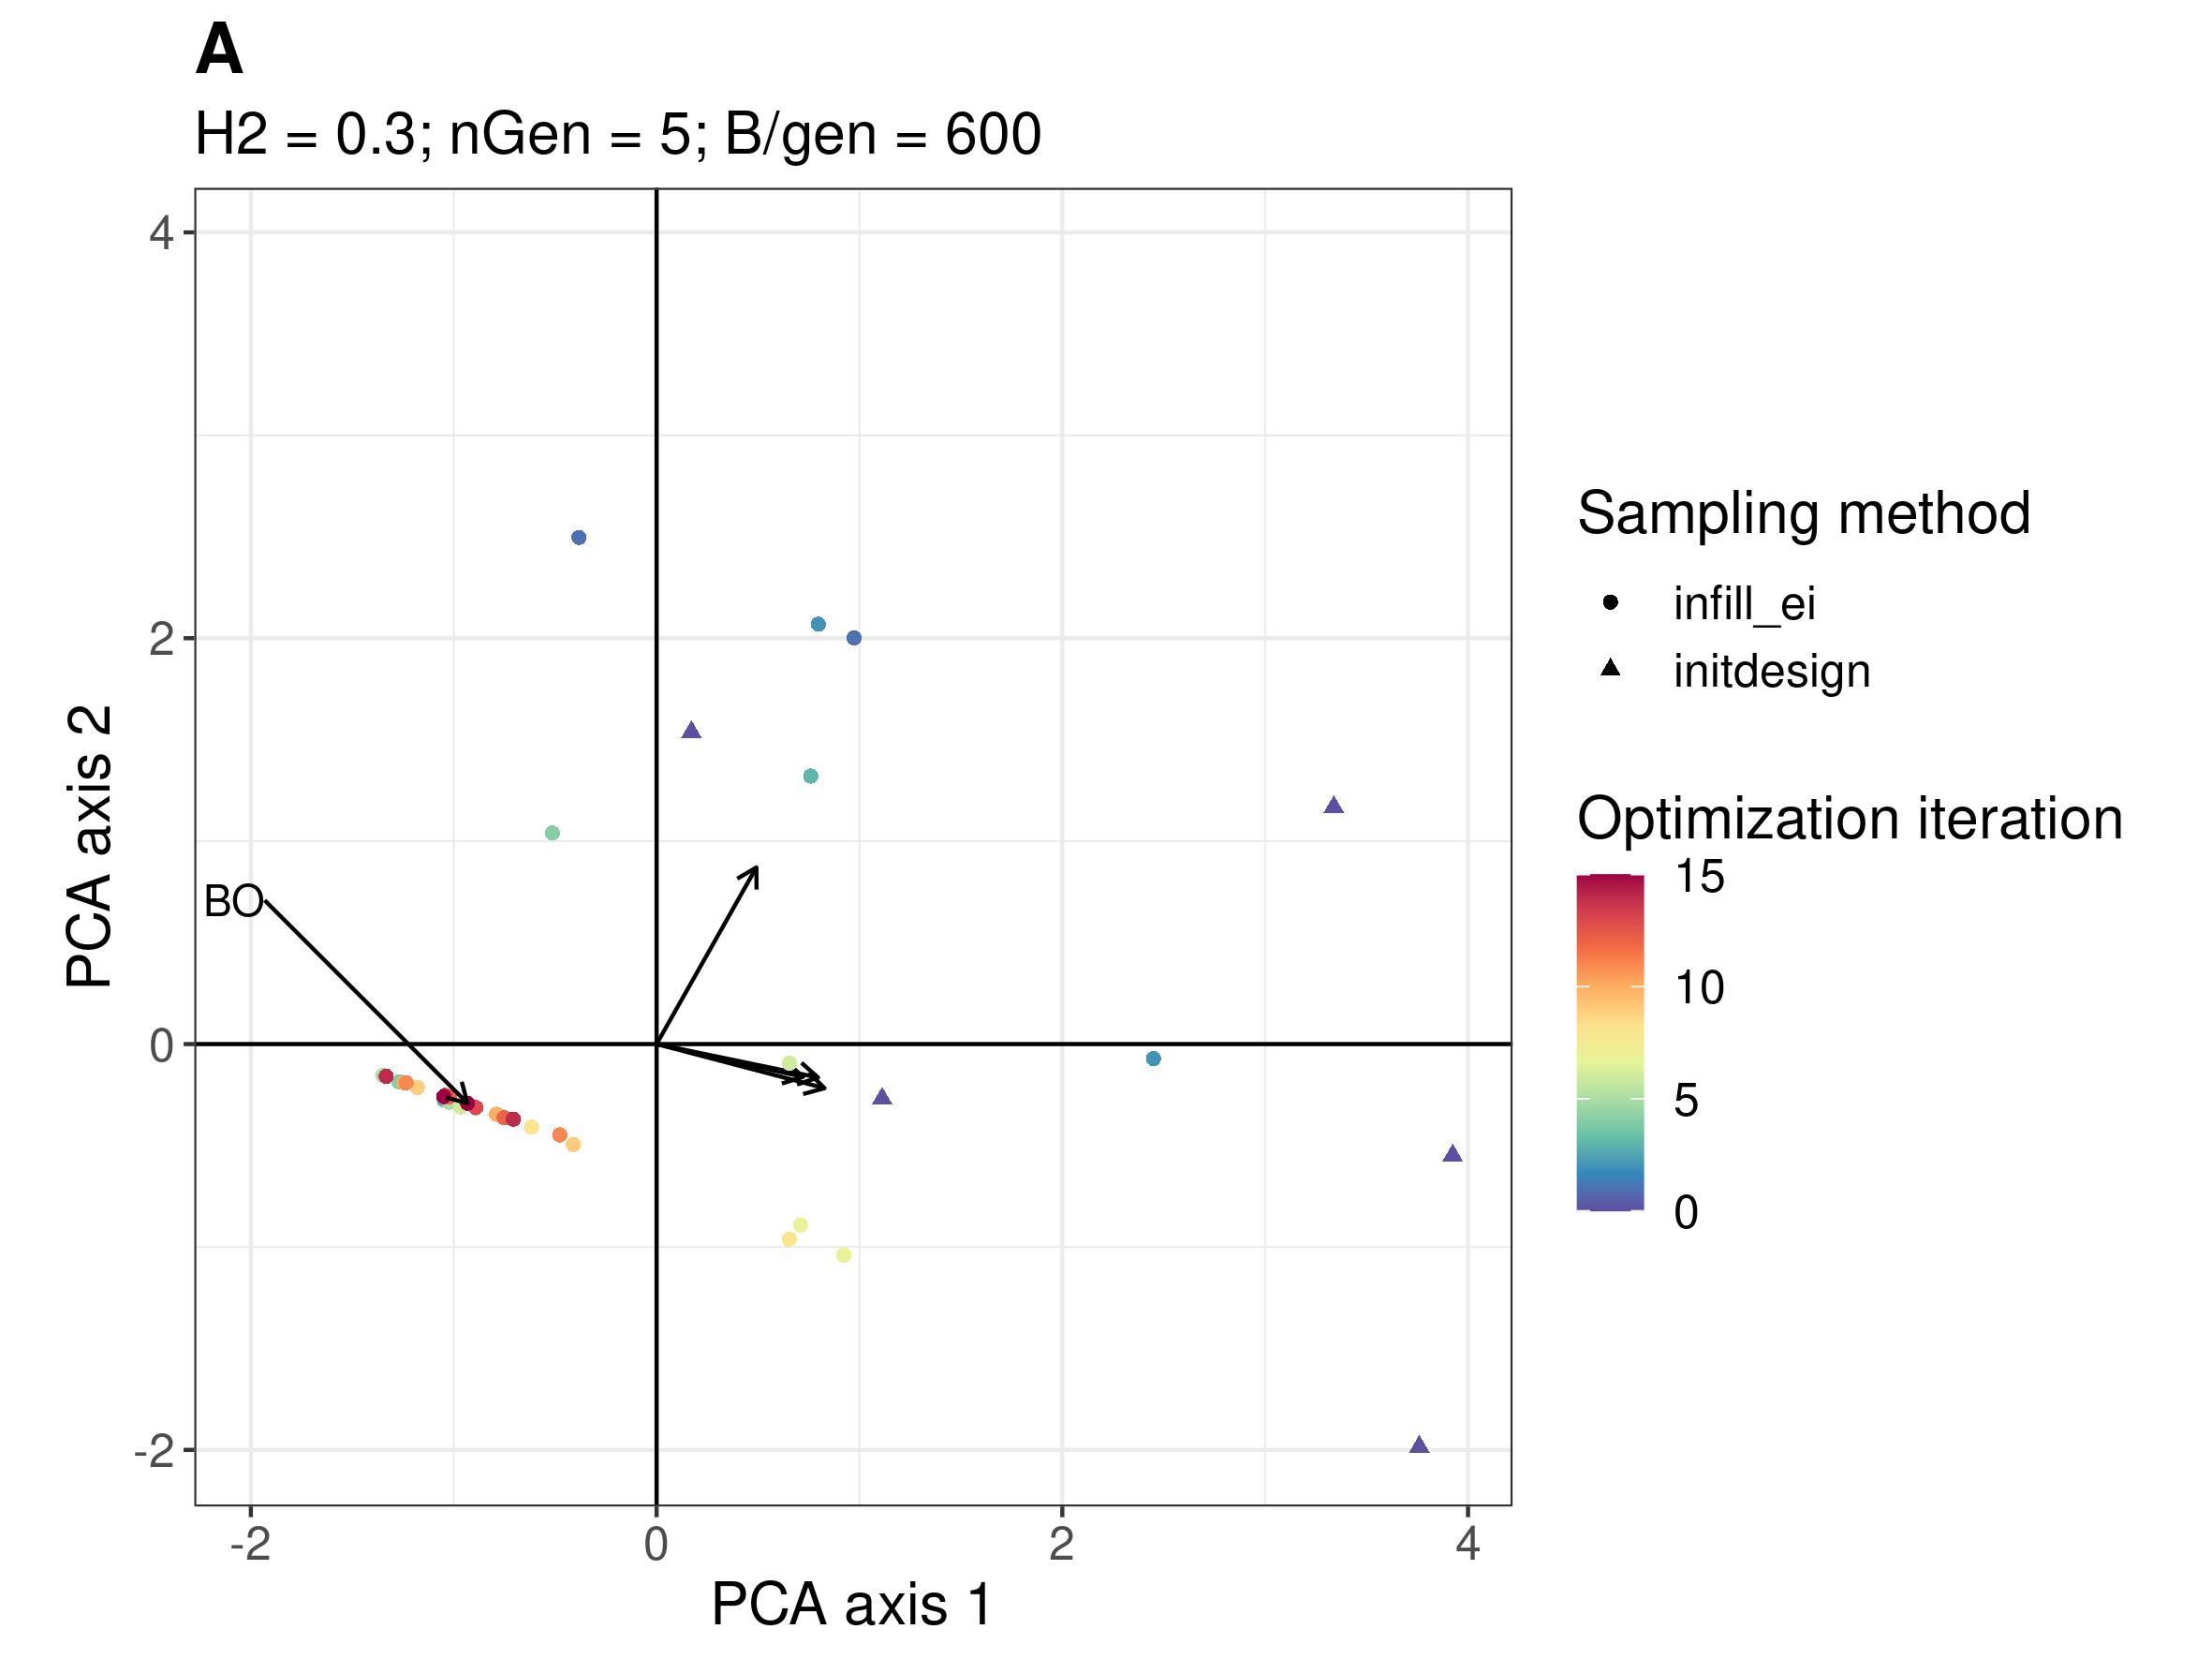 A
H2 = 0.3; nGen = 5; B/gen = 600
4
2
0
-2
PCA axis 2
BO
-2
0
2
4
PCA axis 1
Sampling method
infill_ei
initdesign
Optimization iteration
15
10
5
0